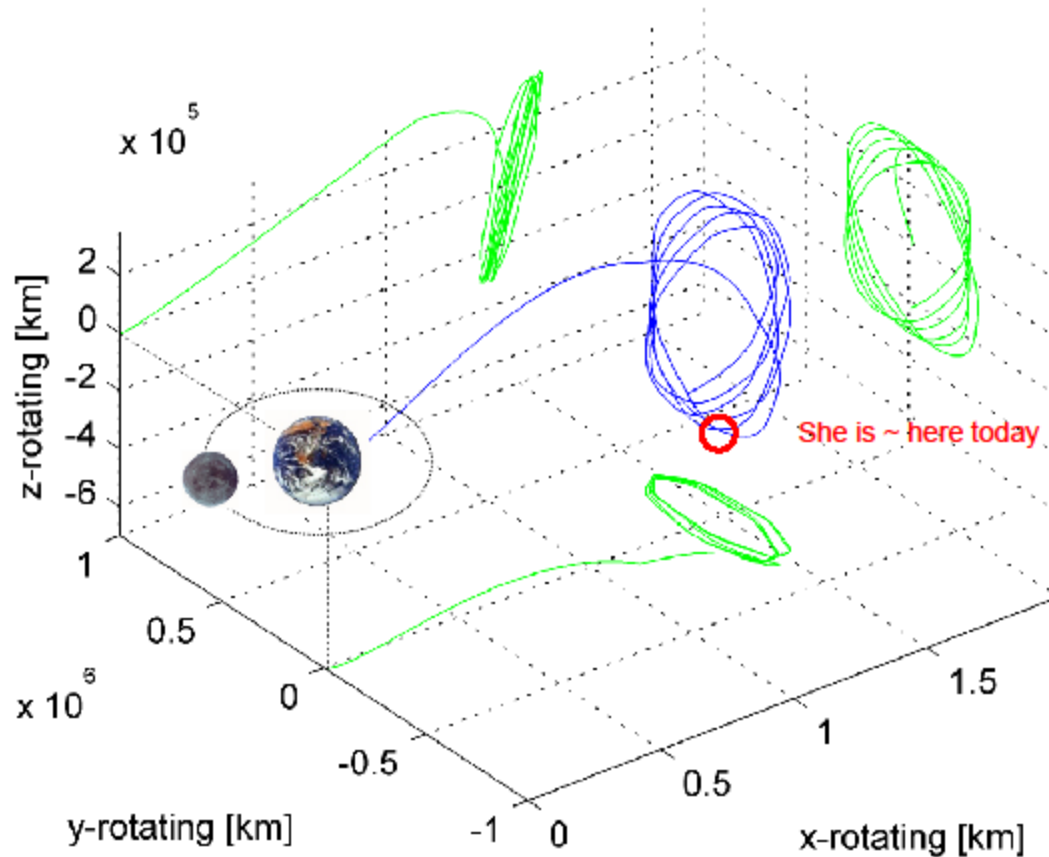 x 10 5
2
0
-2
-4
-6
z-rotating [km]
She is ~ here today
1
0.5
0
-0.5
-1
x 10 6
y-rotating [km]
0
0.5
1
1.5
x-rotating [km]